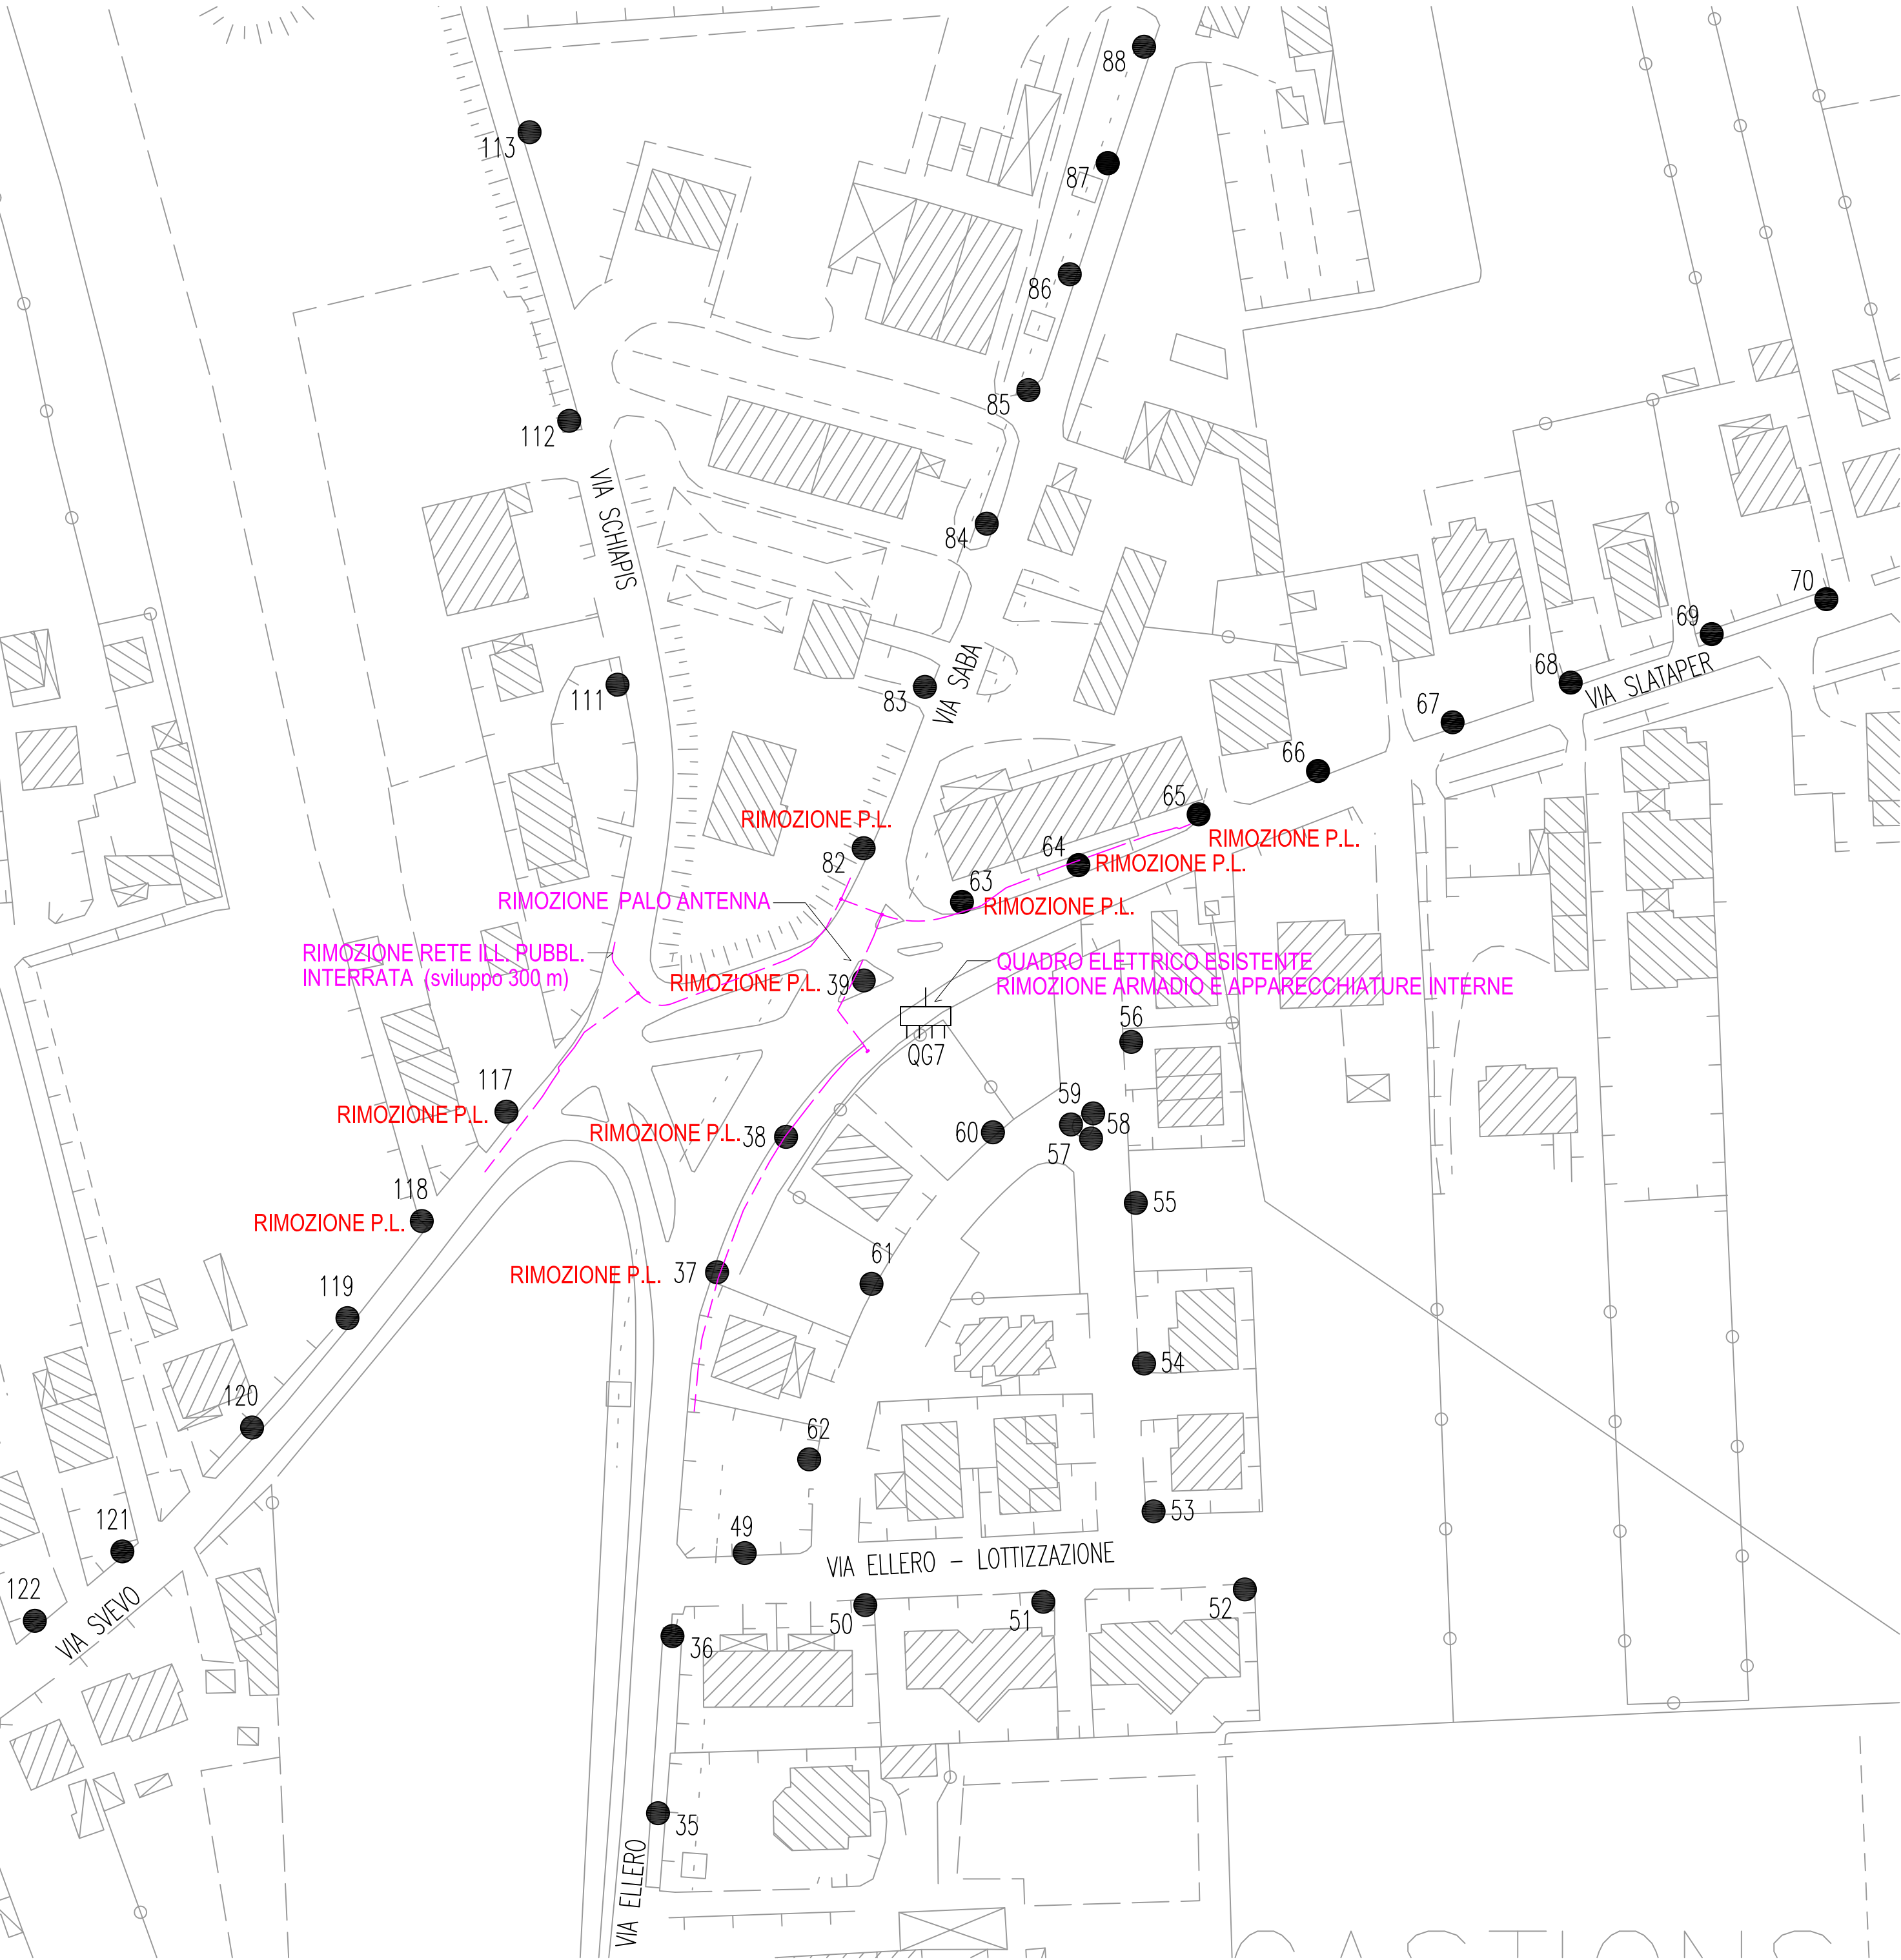 88
113
87
86
85
112
VIA SCHIAPIS
84
70
69
68
VIA SLATAPER
111
83
VIA SABA
67
66
65
RIMOZIONE P.L.
RIMOZIONE P.L.
82
64
RIMOZIONE P.L.
63
RIMOZIONE P.L.
RIMOZIONE PALO ANTENNA
RIMOZIONE RETE ILL. PUBBL.
INTERRATA (sviluppo 300 m)
RIMOZIONE P.L.
39
QUADRO ELETTRICO ESISTENTE
RIMOZIONE ARMADIO E APPARECCHIATURE INTERNE
QG7
56
117
RIMOZIONE P.L.
59
58
57
60
RIMOZIONE P.L.
38
118
RIMOZIONE P.L.
55
61
RIMOZIONE P.L.
37
119
54
120
62
53
121
49
VIA ELLERO - LOTTIZZAZIONE
122
VIA SVEVO
50
51
52
36
35
VIA ELLERO
CASTIONS